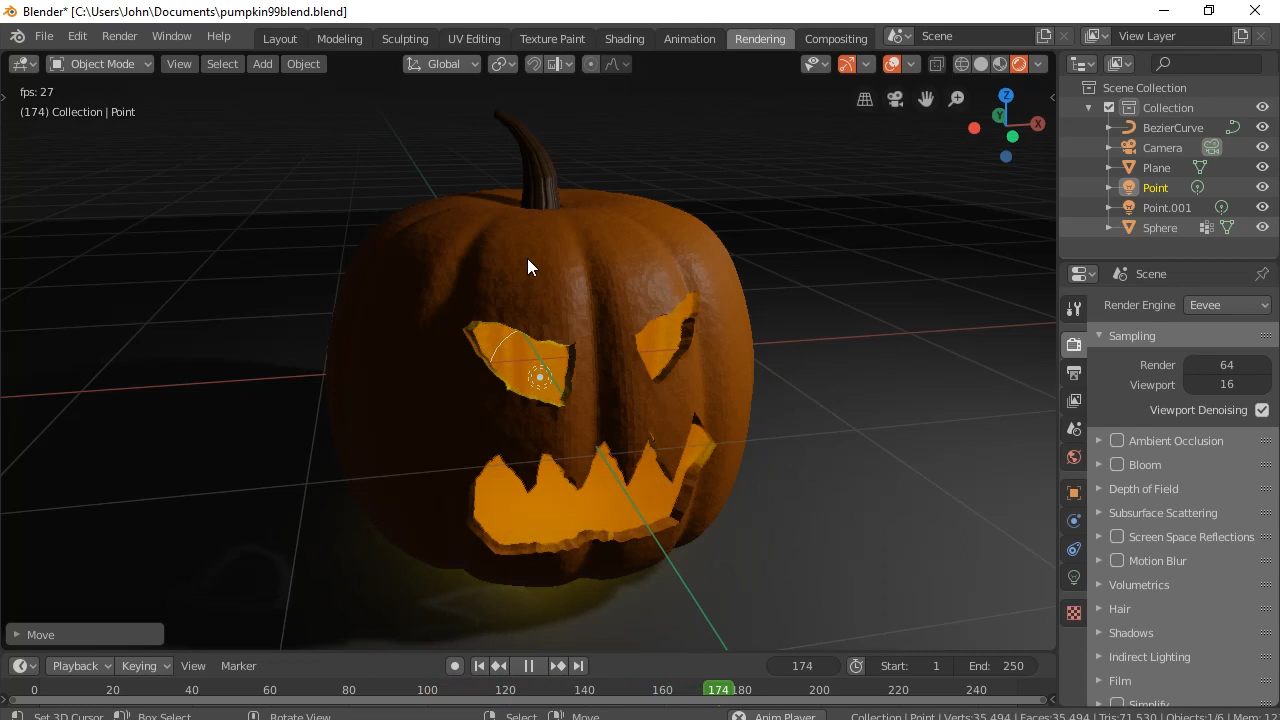 Blender* [C:\Users\John\Documents\pumpkin99blend.blend]
File Edit Render Window Help Layout Modeling Sculpting UV Editing Texture Paint Shading Animation Rendering Compositing Scene View Layer
Object Mode View Select Add Object Global
fps: 27
(174) Collection | Point
Z
Y
X
Scene Collection
Collection
BezierCurve
Camera
Plane
Point
Point.001
Sphere
Scene
Render Engine Eevee
Sampling
Render 64
Viewport 16
Viewport Denoising
Ambient Occlusion
Bloom
Depth of Field
Subsurface Scattering
Screen Space Reflections
Motion Blur
Volumetrics
Hair
Shadows
Indirect Lighting
Film
Simplify
Move
Playback Keying View Marker 174 Start: 1 End: 250
0 20 40 60 80 100 120 140 160 174 180 200 220 240
Set 3D Cursor Box Select Rotate View Select Move Anim Player Collection | Point | Verts:35,494 | Faces:35,494 | Tris:71,530 | Objects:1/6 | Mem: